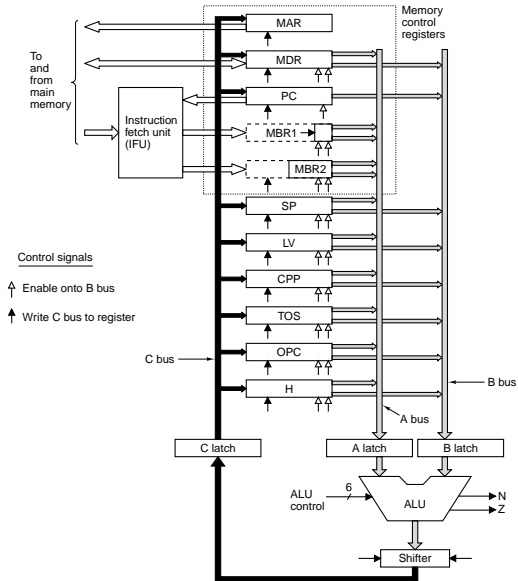 MAR
Memory
control
registers
To
and
from
main
memory
MDR
PC
Instruction
fetch unit
(IFU)
MBR1
MBR2
SP
LV
Control signals
Enable onto B bus
CPP
Write C bus to register
TOS
C bus
OPC
B bus
H
A bus
C latch
A latch
B latch
6
ALU
control
ALU
N
Z
Shifter